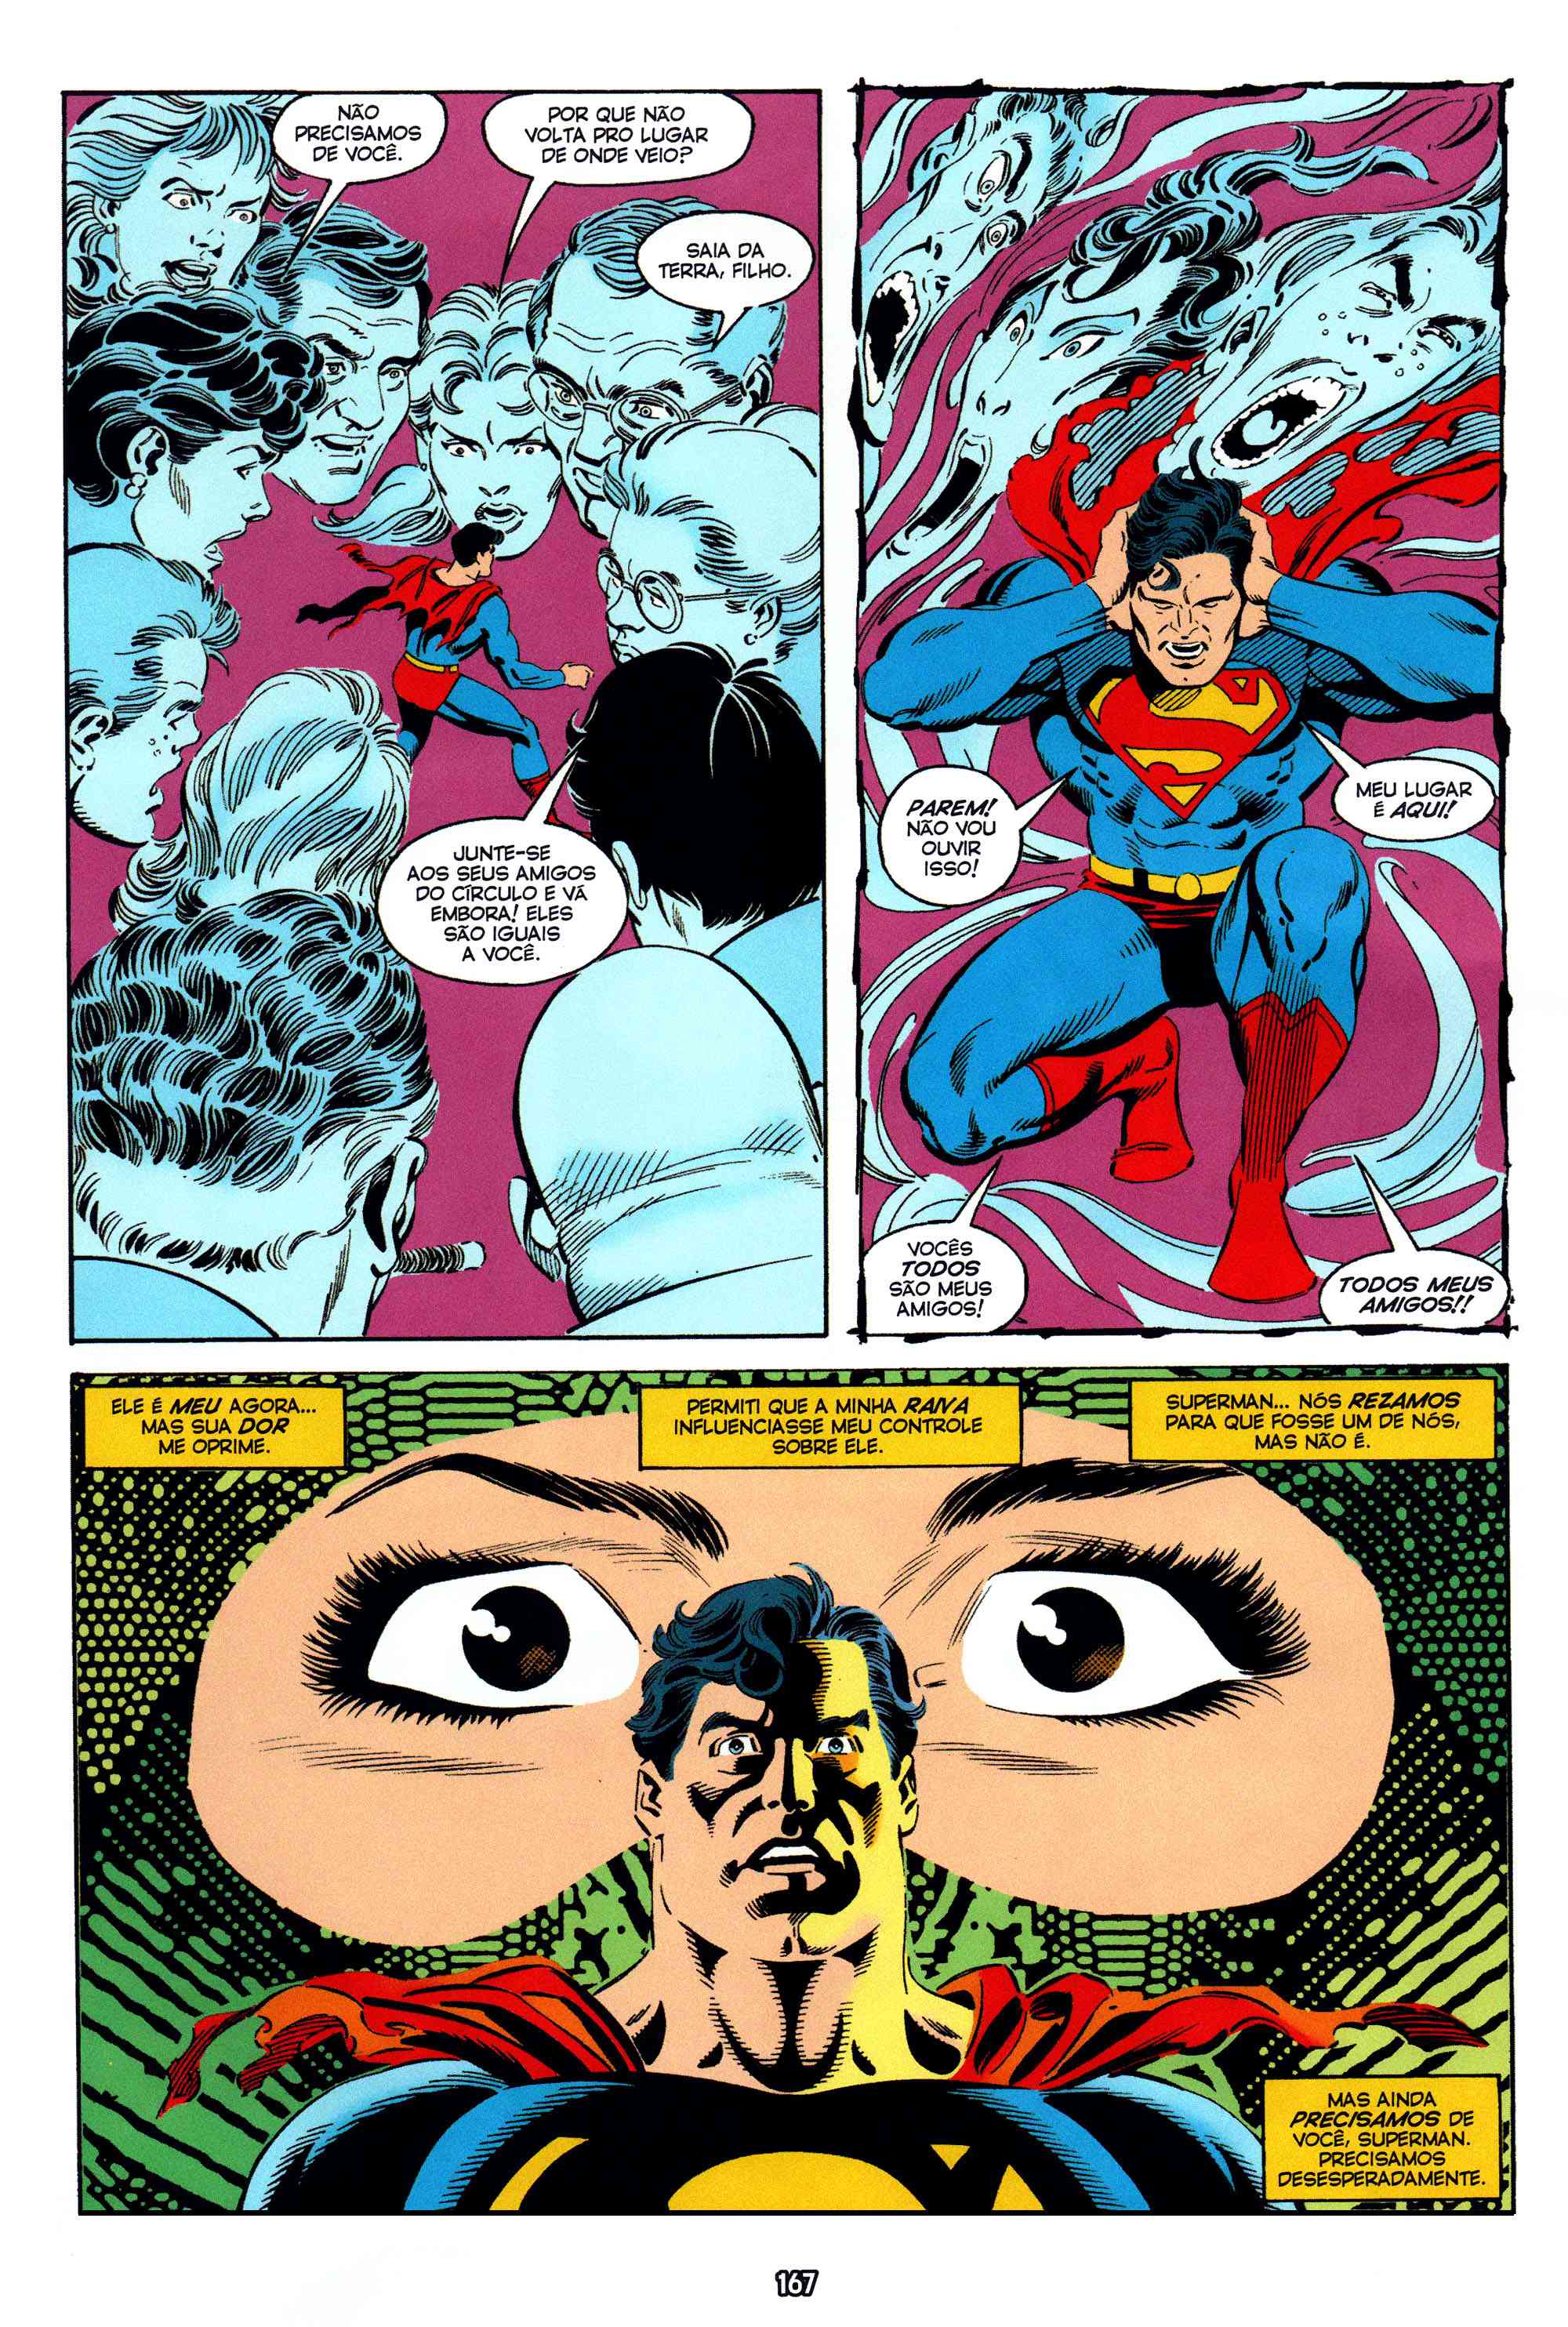 NÃO
PRECISAMOS
DE VOCÊ.
POR QUE NÃO
VOLTA PRO LUGAR
DE ONDE VEIO?
SAIA DA
TERRA, FILHO.
JUNTE-SE
AOS SEUS AMIGOS
DO CÍRCULO E VÁ
EMBORA! ELES
SÃO IGUAIS
A VOCÊ.
PAREM!
NÃO VOU
OUVIR
ISSO!
MEU LUGAR
É AQUI!
VOCÊS
TODOS
SÃO MEUS
AMIGOS!
TODOS MEUS
AMIGOS!!
ELE É MEU AGORA...
MAS SUA DOR
ME OPRIME.
PERMITI QUE A MINHA RAIVA
INFLUENCIASSE MEU CONTROLE
SOBRE ELE.
SUPERMAN... NÓS REZAMOS
PARA QUE FOSSE UM DE NÓS,
MAS NÃO É.
MAS AINDA
PRECISAMOS DE
VOCÊ, SUPERMAN.
PRECISAMOS
DESESPERADAMENTE.
167